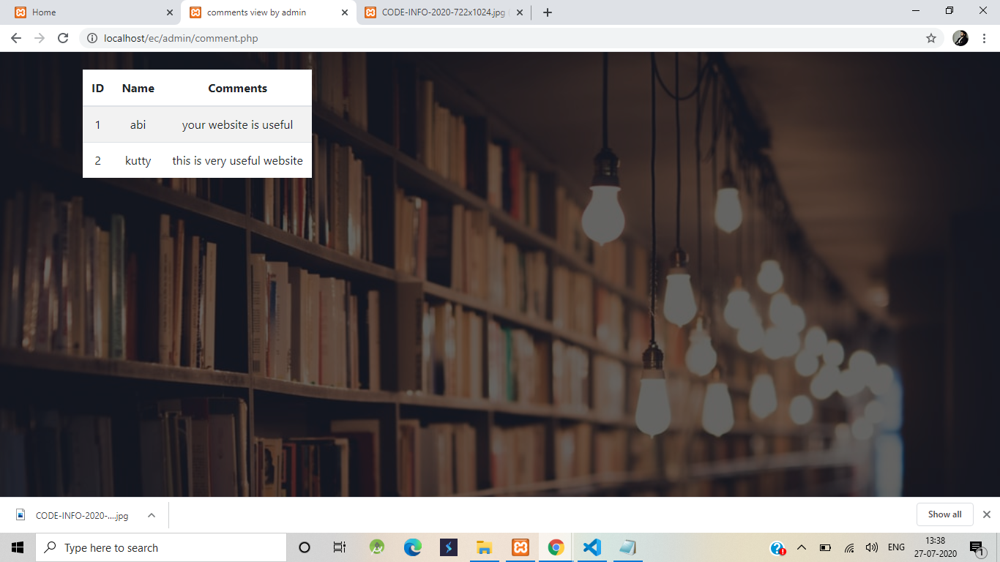 Home
comments view by admin
CODE-INFO-2020-722x1024.jpg
localhost/ec/admin/comment.php
ID Name Comments
1 abi your website is useful
2 kutty this is very useful website
CODE-INFO-2020-....jpg
Show all
Type here to search
ENG
13:38
27-07-2020
1